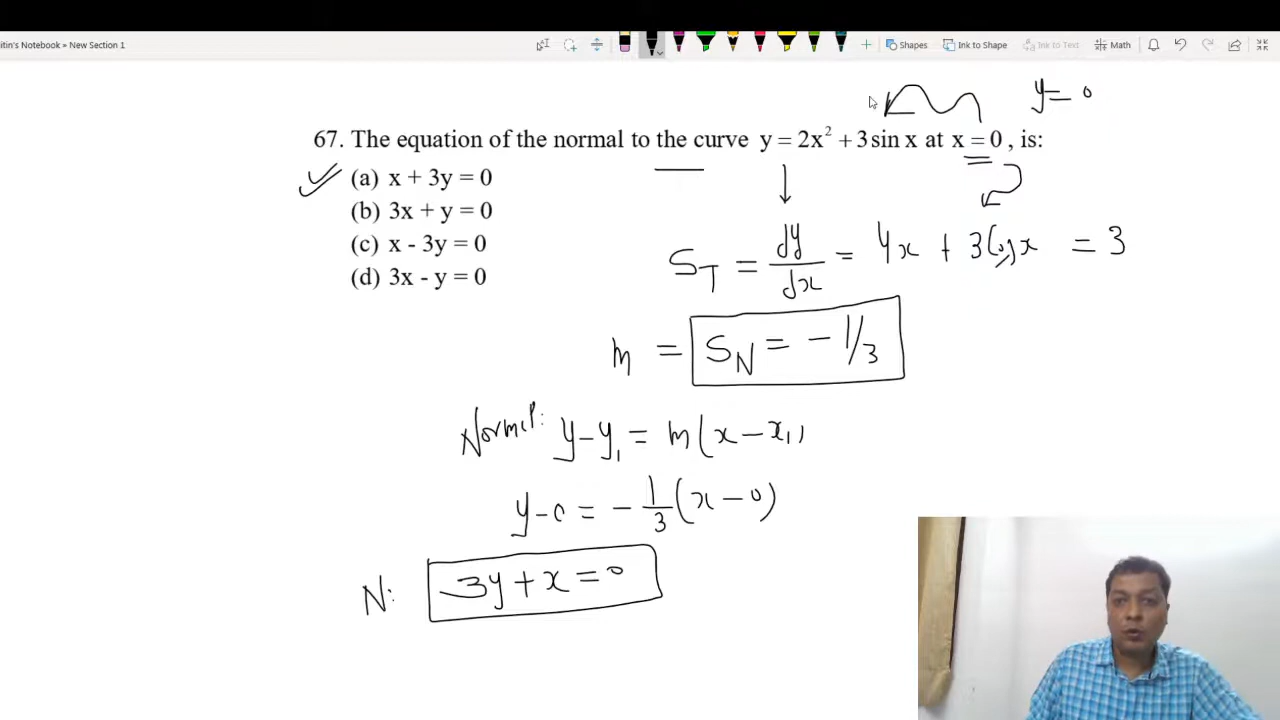 itin's Notebook » New Section 1
Shapes Ink to Shape Ink to Text Math
y = 0
67. The equation of the normal to the curve y = 2x² + 3 sin x at x = 0 , is:
(a) x + 3y = 0
(b) 3x + y = 0
(c) x - 3y = 0
(d) 3x - y = 0
S_T = dy/dx = 4x + 3Cosx = 3
m = S_N = - 1/3
Normal: y - y₁ = m(x - x₁)
y - 0 = - 1/3 (x - 0)
N: 3y + x = 0